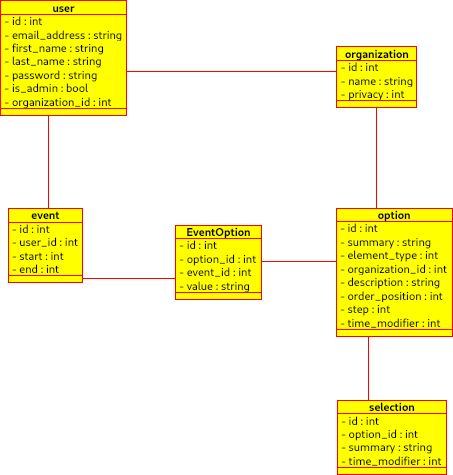 user
- id : int
- email_address : string
- first_name : string
- last_name : string
- password : string
- is_admin : bool
- organization_id : int
organization
- id : int
- name : string
- privacy : int
event
- id : int
- user_id : int
- start : int
- end : int
EventOption
- id : int
- option_id : int
- event_id : int
- value : string
option
- id : int
- summary : string
- element_type : int
- organization_id : int
- description : string
- order_position : int
- step : int
- time_modifier : int
selection
- id : int
- option_id : int
- summary : string
- time_modifier : int